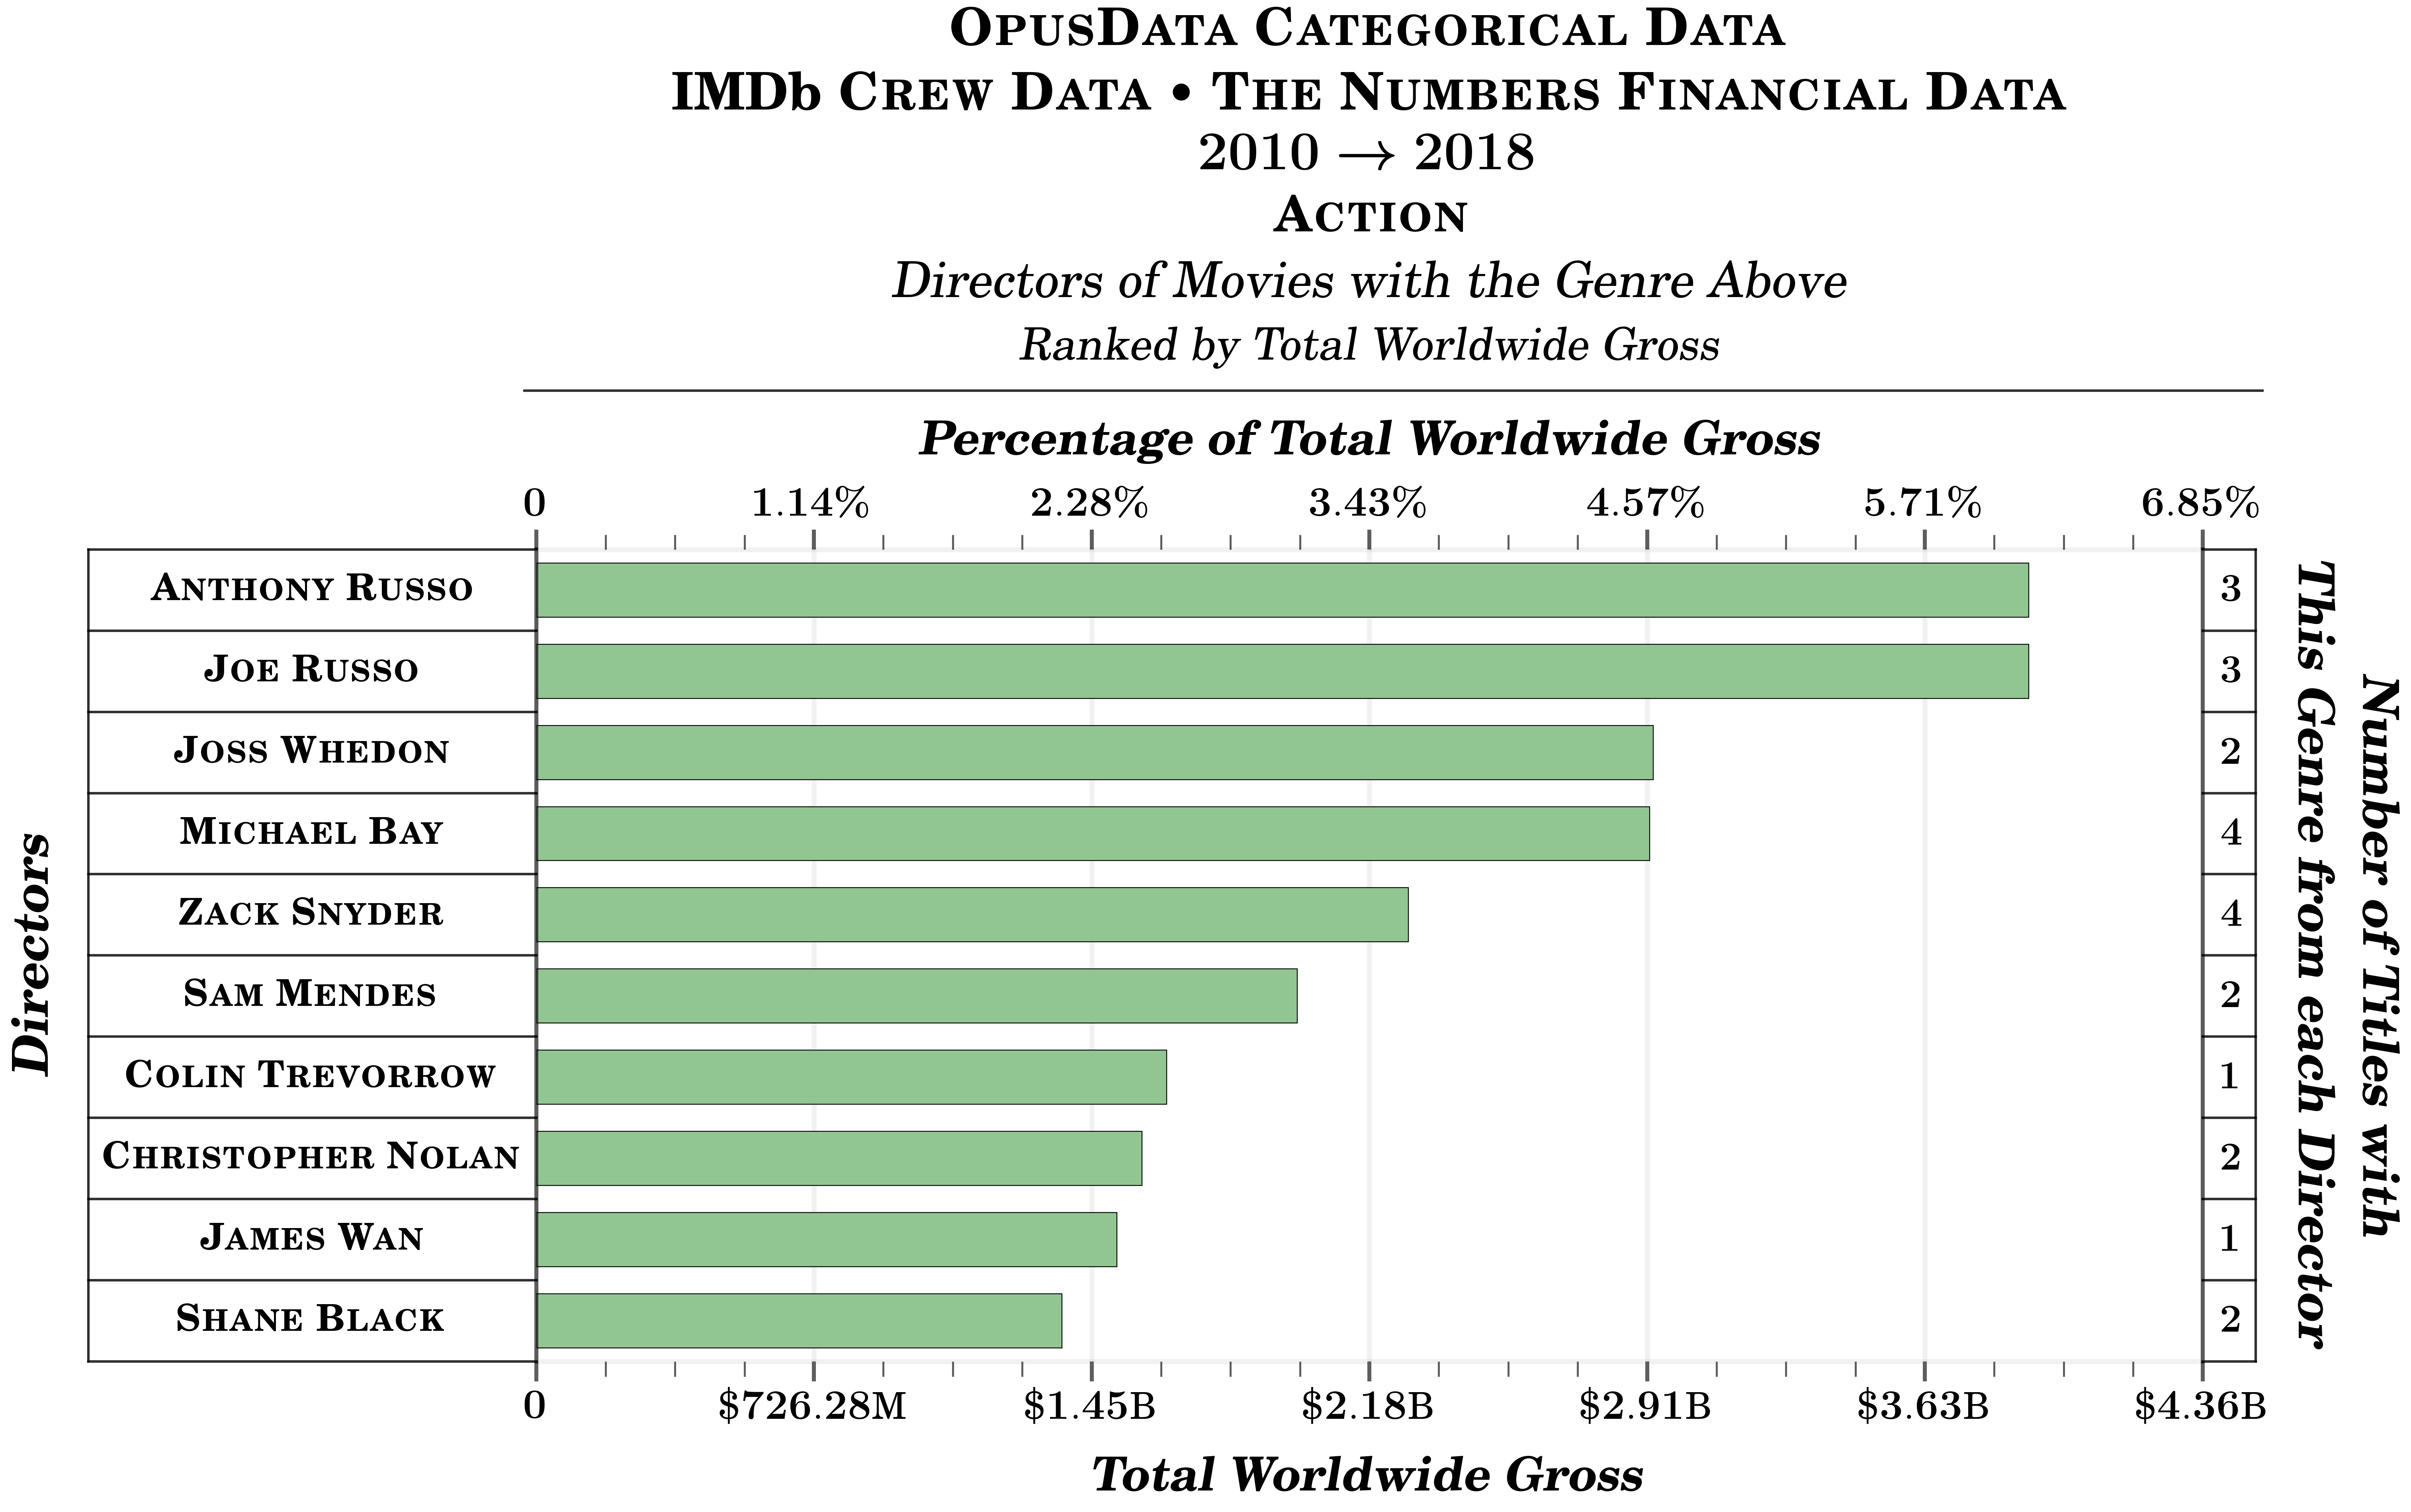 OpusData Categorical Data
IMDb Crew Data • The Numbers Financial Data
2010 → 2018
Action
Directors of Movies with the Genre Above
Ranked by Total Worldwide Gross
Percentage of Total Worldwide Gross
0 1.14% 2.28% 3.43% 4.57% 5.71% 6.85%
Directors
Anthony Russo 3
Joe Russo 3
Joss Whedon 2
Michael Bay 4
Zack Snyder 4
Sam Mendes 2
Colin Trevorrow 1
Christopher Nolan 2
James Wan 1
Shane Black 2
Number of Titles with
This Genre from each Director
0 $726.28M $1.45B $2.18B $2.91B $3.63B $4.36B
Total Worldwide Gross